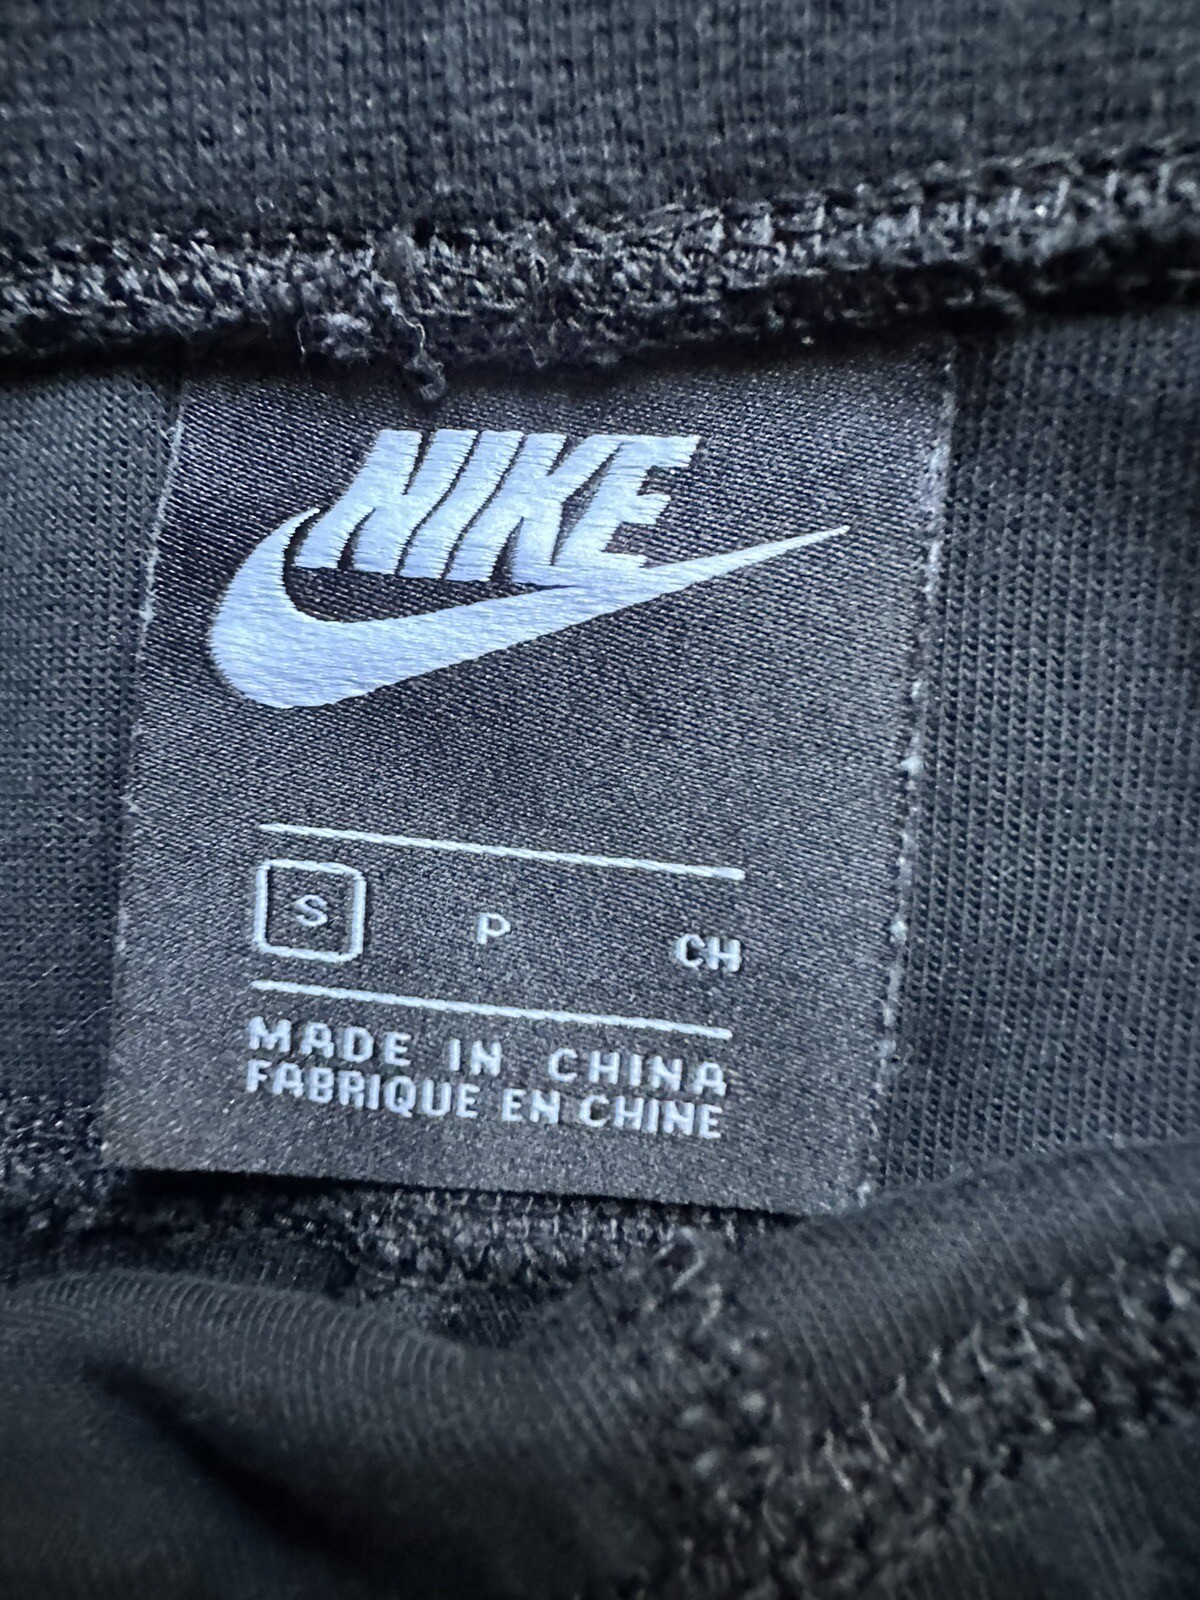 NIKE
S P CH
MADE IN CHINA
FABRIQUE EN CHINE